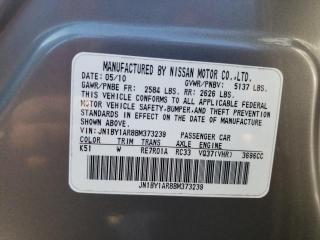 MANUFACTURED BY NISSAN MOTOR CO.,LTD.
DATE: 05/10 GVWR/PNBV: 5137 LBS.
GAWR/PNBE FR: 2584 LBS. RR: 2626 LBS.
THIS VEHICLE CONFORMS TO ALL APPLICABLE FEDERAL
MOTOR VEHICLE SAFETY, BUMPER, AND THEFT
STANDARDS IN EFFECT ON THE DATE OF MANUFACTURE
SHOWN ABOVE.
VIN: JN1BY1AR8BM373239 PASSENGER CAR
COLOR TRIM TRANS AXLE ENGINE
K51 W RE7R01A RC33 VQ37(VHR) 3696CC
JN1BY1AR8BM373239